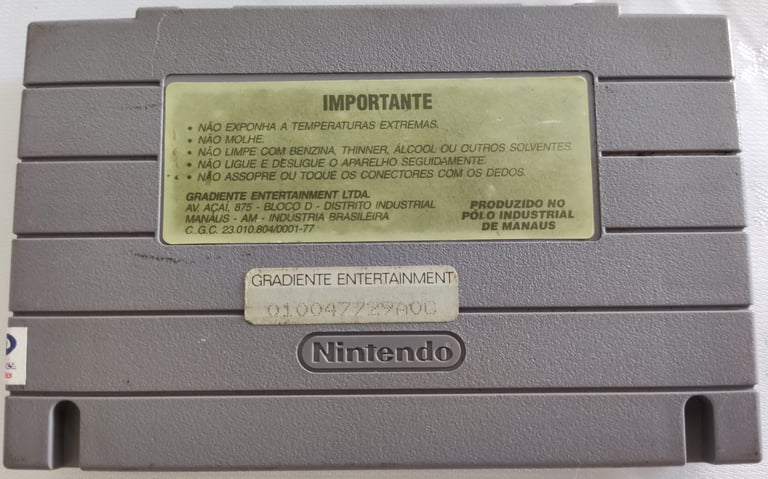 IMPORTANTE
• NÃO EXPONHA A TEMPERATURAS EXTREMAS.
• NÃO MOLHE.
• NÃO LIMPE COM BENZINA, THINNER, ÁLCOOL OU OUTROS SOLVENTES.
• NÃO LIGUE E DESLIGUE O APARELHO SEGUIDAMENTE.
• NÃO ASSOPRE OU TOQUE OS CONECTORES COM OS DEDOS.
GRADIENTE ENTERTAINMENT LTDA.
AV, AÇAÍ, 875 - BLOCO D - DISTRITO INDUSTRIAL
MANAUS - AM - INDUSTRIA BRASILEIRA
C.G.C. 23.010.804/0001-77
PRODUZIDO NO
PÓLO INDUSTRIAL
DE MANAUS
GRADIENTE ENTERTAINMENT
010047729A00
Nintendo